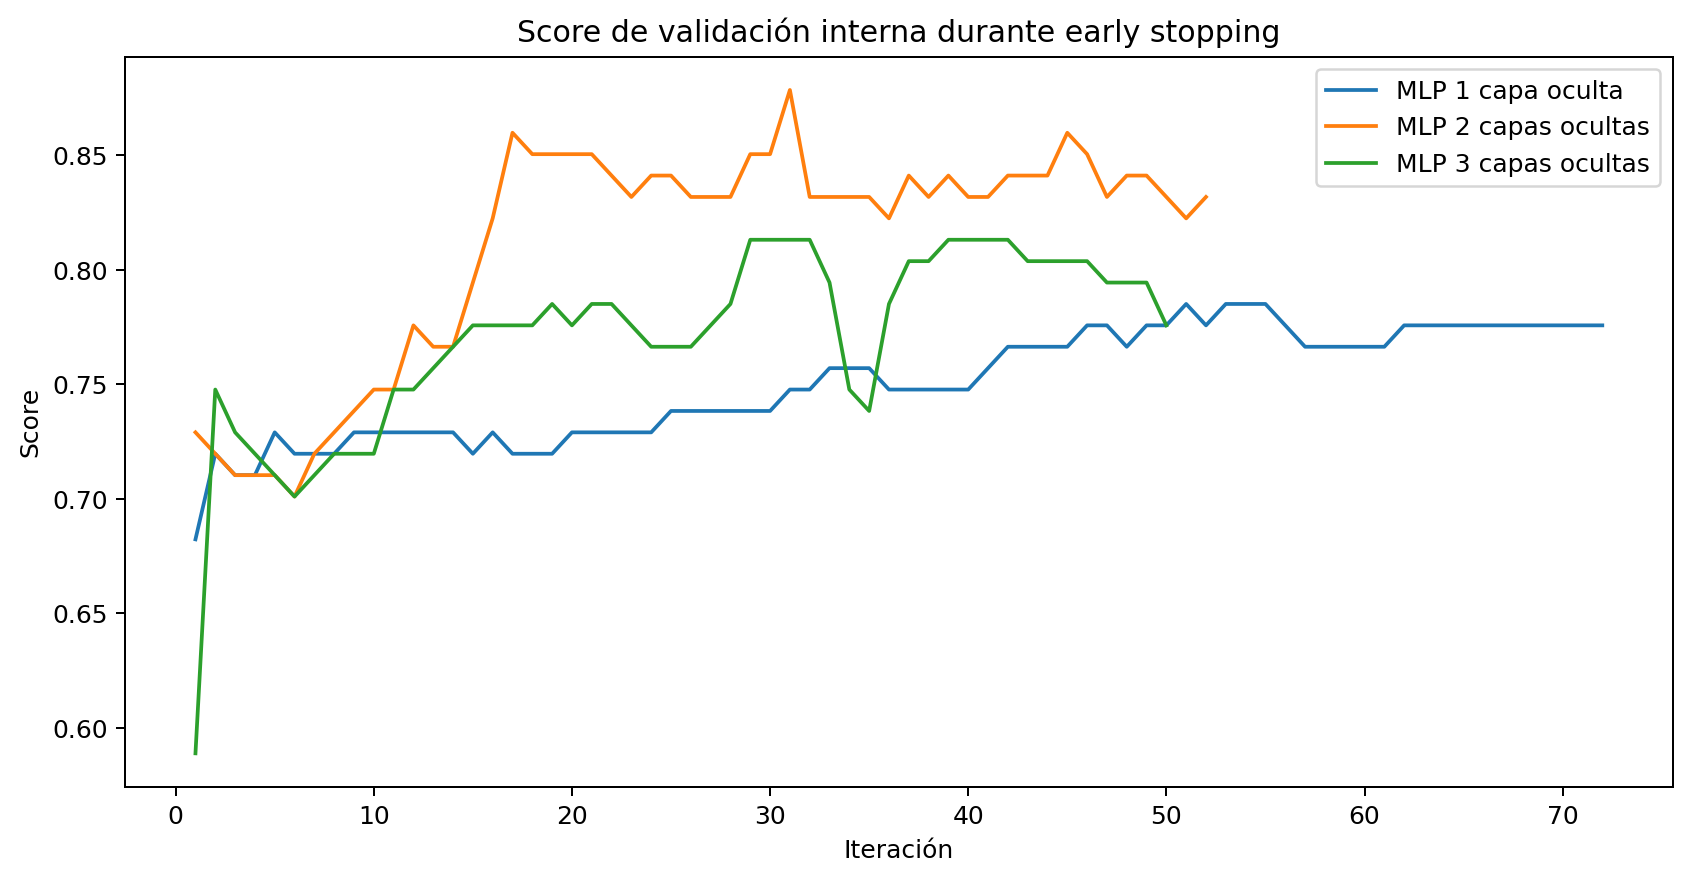 Score de validación interna durante early stopping
MLP 1 capa oculta
MLP 2 capas ocultas
MLP 3 capas ocultas
Score
0.85
0.80
0.75
0.70
0.65
0.60
0 10 20 30 40 50 60 70
Iteración